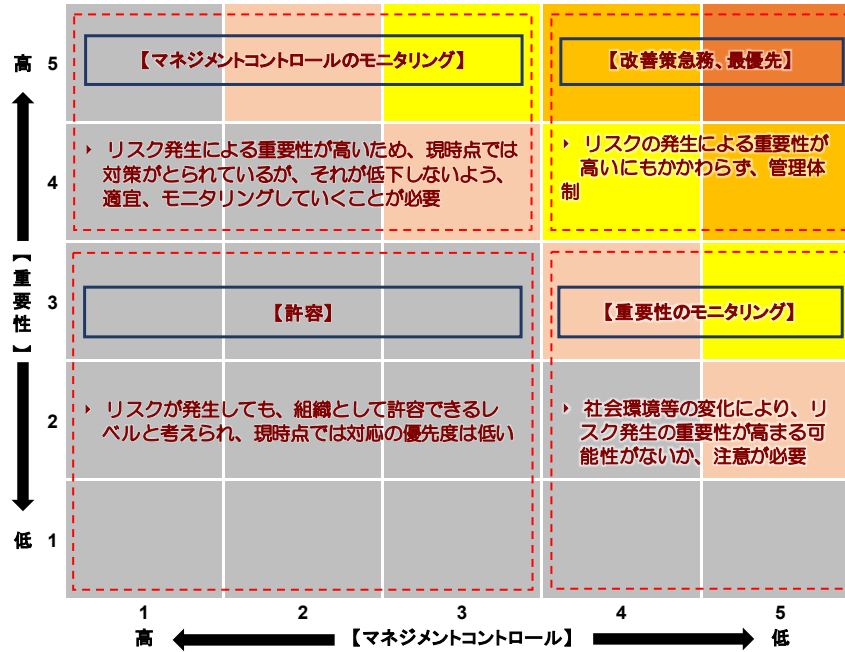 高 5
【マネジメントコントロールのモニタリング】
【改善策急務、最優先】
4
‣ リスク発生による重要性が高いため、現時点では
対策がとられているが、それが低下しないよう、
適宜、モニタリングしていくことが必要
‣ リスクの発生による重要性が
高いにもかかわらず、管理体
制
【重要性】
3
【許容】
【重要性のモニタリング】
2
‣ リスクが発生しても、組織として許容できるレ
ベルと考えられ、現時点では対応の優先度は低い
‣ 社会環境等の変化により、リ
スク発生の重要性が高まる可
能性がないか、注意が必要
低 1
1 2 3 4 5
高 【マネジメントコントロール】 低